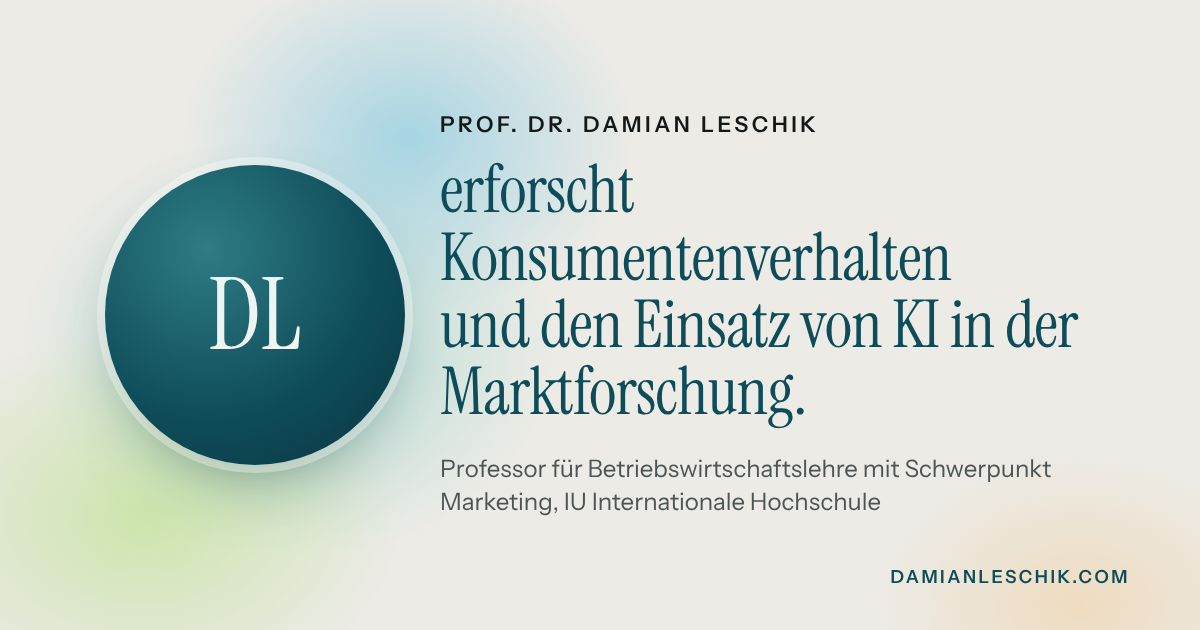 DL
PROF. DR. DAMIAN LESCHIK
erforscht
Konsumentenverhalten
und den Einsatz von KI in der
Marktforschung.
Professor für Betriebswirtschaftslehre mit Schwerpunkt
Marketing, IU Internationale Hochschule
DAMIANLESCHIK.COM